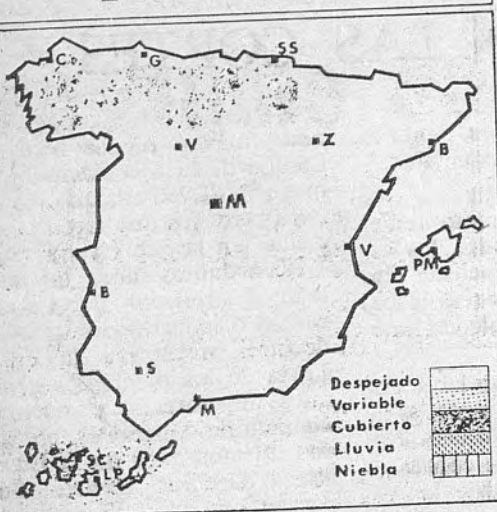 C
G
SS
V
Z
B
M
V
PM
B
S
M
SC
LP
Despejado
Variable
Cubierto
Lluvia
Niebla